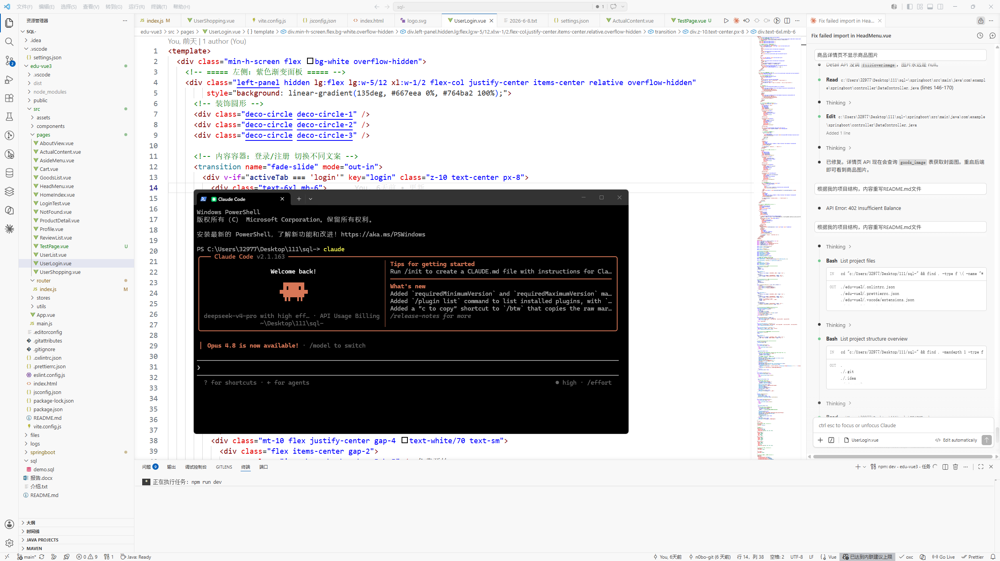 文件(F) 编辑(E) 选择(S) 查看(V) 转到(G) 运行(R) 终端(T) 帮助(H)
sql-
1
资源管理器
index.js M
UserShopping.vue
vite.config.js
jsconfig.json
index.html
logo.svg
UserLogin.vue
2026-6-8.txt
settings.json
ActualContent.vue
TestPage.vue U
Fix failed import in Hea...
edu-vue3 > src > pages > UserLogin.vue > {} template > div.min-h-screen.flex.bg-white.overflow-hidden > div.left-panel.hidden.lg:flex.lg:w-5/12.xl:w-1/2.flex-col.justify-center.items-center.relative.overflow-hidden > transition > div.z-10.text-center.px-8 > div.text-6xl.mb-6
SQL-
.idea
.vscode
settings.json
edu-vue3
.vscode
dist
node_modules
public
src
assets
components
pages
AboutView.vue
ActualContent.vue
AsideMenu.vue
Cart.vue
GoodsList.vue
HeadMenu.vue
HomeIndex.vue
LoginTest.vue
NotFound.vue
ProductDetail.vue
Profile.vue
ReviewList.vue
TestPage.vue U
UserList.vue
UserLogin.vue
UserShopping.vue
router
index.js M
stores
utils
App.vue
main.js
.editorconfig
.gitattributes
.gitignore
.oxlintrc.json
.prettierrc.json
eslint.config.js
index.html
jsconfig.json
package-lock.json
package.json
README.md
vite.config.js
files
logs
springboot
sql
demo.sql
报告.docx
介绍.txt
README.md
大纲
时间线
JAVA PROJECTS
MAVEN
2
You, 前天 | 1 author (You)
1 <template>
2 <div class="min-h-screen flex bg-white overflow-hidden">
3 <!-- ===== 左侧: 紫色渐变面板 ===== -->
4 <div class="left-panel hidden lg:flex lg:w-5/12 xl:w-1/2 flex-col justify-center items-center relative overflow-hidden"
5 style="background: linear-gradient(135deg, #667eea 0%, #764ba2 100%);">
6 <!-- 装饰圆形 -->
7 <div class="deco-circle deco-circle-1" />
8 <div class="deco-circle deco-circle-2" />
9 <div class="deco-circle deco-circle-3" />
10
11 <!-- 内容容器: 登录/注册 切换不同文案 -->
12 <transition name="fade-slide" mode="out-in">
13 <div v-if="activeTab === 'login'" key="login" class="z-10 text-center px-8">
14 <div class="text-6xl mb-6"> You, 6天前 • 更新
15
16
17
18
19
20
21
22
23
24
25
26
27
28
29
30
31
32
33
34
35
36
37
38 <div class="mt-10 flex justify-center gap-4 text-white/70 text-sm">
39 <div class="flex items-center gap-2">
Claude Code
Windows PowerShell
版权所有 (C) Microsoft Corporation。保留所有权利。
安装最新的 PowerShell，了解新功能和改进！https://aka.ms/PSWindows
PS C:\Users\32977\Desktop\111\sql-> claude
Claude Code v2.1.163
Welcome back!
deepseek-v4-pro with high eff… · API Usage Billing
~\Desktop\111\sql-
Tips for getting started
Run /init to create a CLAUDE.md file with instructions for Cla…
What's new
Added `requiredMinimumVersion` and `requiredMaximumVersion` ma…
Added `/plugin list` command to list installed plugins, with `…
Added a "c to copy" shortcut to `/btw` that copies the raw mar…
/release-notes for more
Opus 4.8 is now available! · /model to switch
❯
? for shortcuts · ← for agents
● high · /effort
Fix failed import in HeadMenu.vue
商品详情页不显示商品图片
Detail API 没调 fillCoverImage，图片永远是 null。
Read c:\Users\32977\Desktop\111\sql-\springboot\src\main\java\com\exampl
e\springboot\controller\DataController.java (lines 146-170)
Thinking
Edit c:\Users\32977\Desktop\111\sql-\springboot\src\main\java\com\example
\springboot\controller\DataController.java
Added 1 line
Thinking
已修复。详情页 API 现在会查询 goods_image 表获取封面图。重启后端
即可看到商品图片。
根据我的项目结构，内容重写README.md文件
API Error: 402 Insufficient Balance
根据我的项目结构，内容重写README.md文件
Thinking
Bash List project files
IN cd "c:/Users/32977/Desktop/111/sql-" && find . -type f \( -name "*
OUT ./edu-vue3/.oxlintrc.json
./edu-vue3/.prettierrc.json
./edu-vue3/.vscode/extensions.json
Thinking
Bash List project structure overview
IN cd "c:/Users/32977/Desktop/111/sql-" && find . -maxdepth 1 -type f
OUT .
./.git
./.idea
Thinking
ctrl esc to focus or unfocus Claude
UserLogin.vue
Edit automatically
问题 9 输出 调试控制台 GITLENS 终端 端口
npm: dev - edu-vue3 - 任务
* 正在执行任务: npm run dev
main* 0 9 1 Java: Ready
You, 6天前 n0bo-git (6 天前) 行 14，列 38 空格: 2 UTF-8 LF Vue 已达到内联建议上限 oxc Go Live Prettier